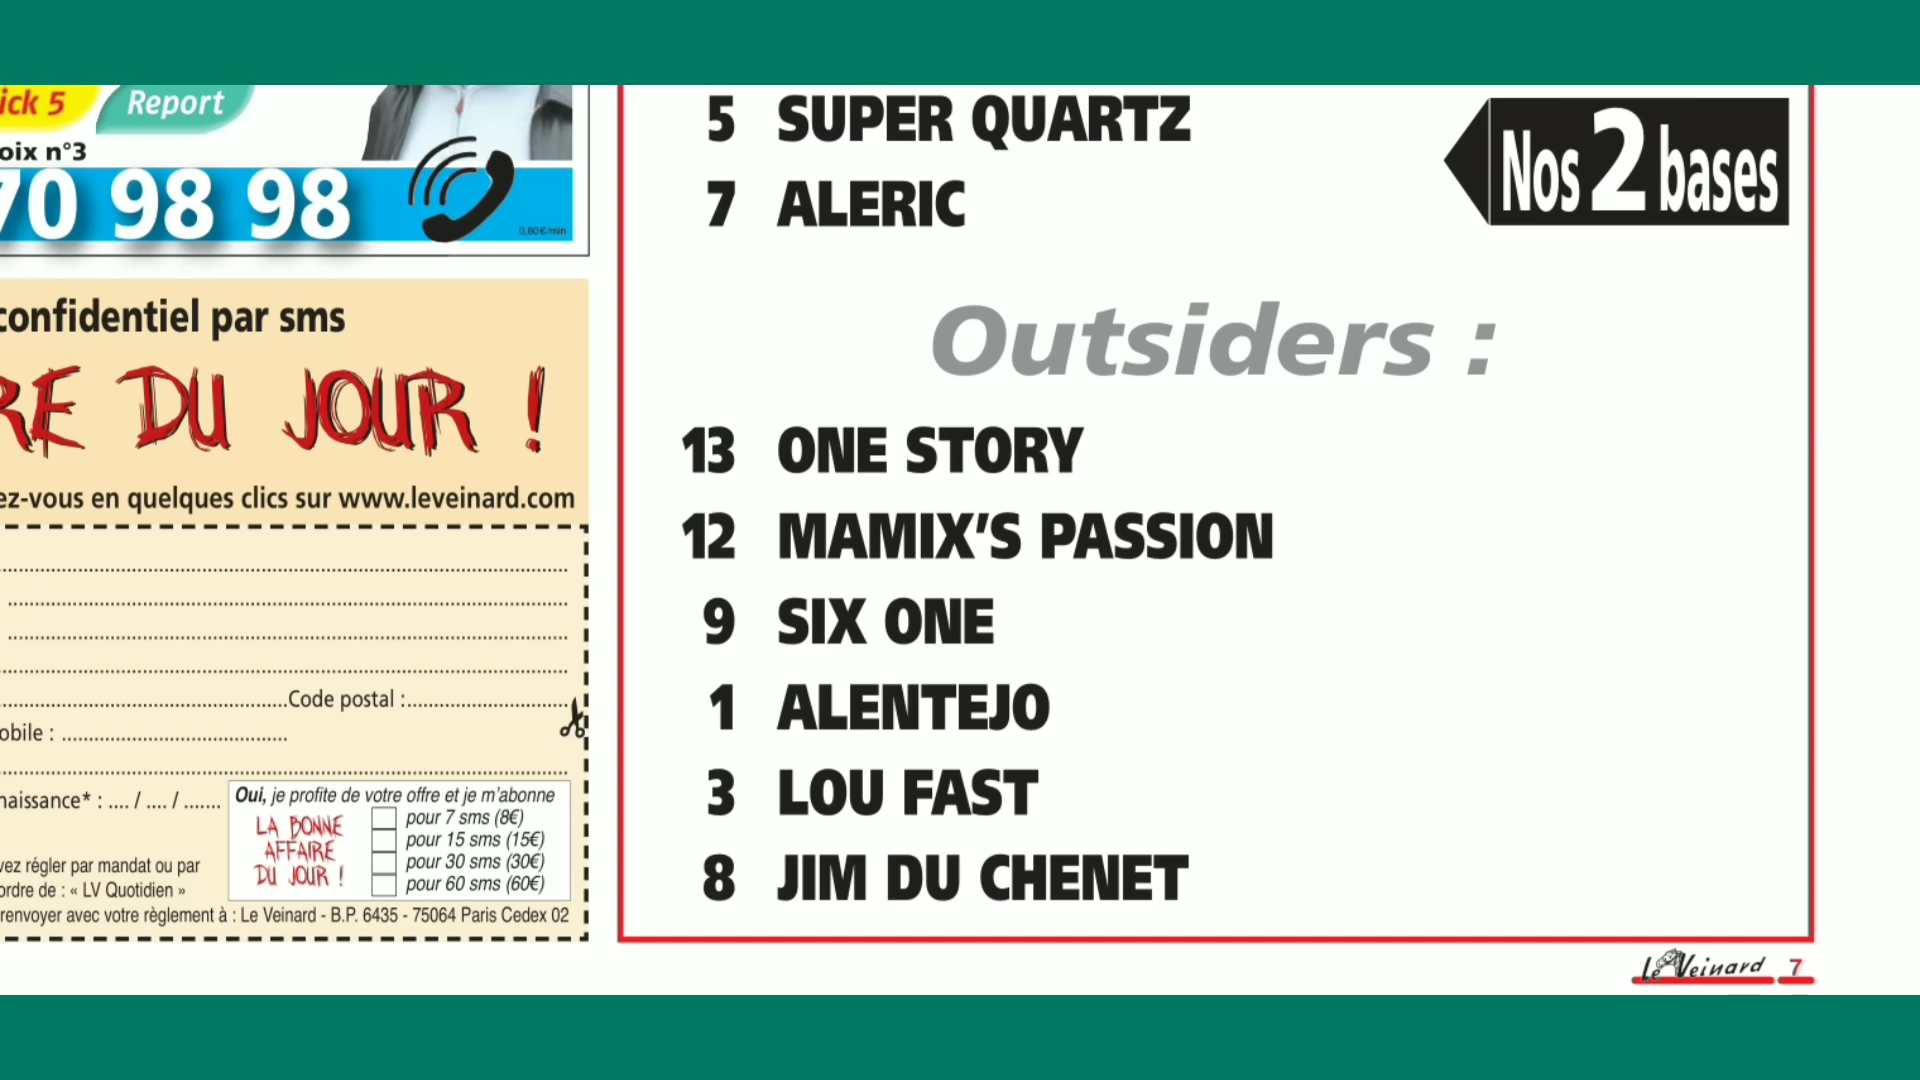 ick 5
Report
oix n°3
70 98 98
0,80€/min
confidentiel par sms
RE DU JOUR !
ez-vous en quelques clics sur www.leveinard.com
Code postal :
obile :
naissance* : .... / .... / .......
Oui, je profite de votre offre et je m'abonne
LA BONNE
AFFAIRE
DU JOUR !
pour 7 sms (8€)
pour 15 sms (15€)
pour 30 sms (30€)
pour 60 sms (60€)
vez régler par mandat ou par
ordre de : « LV Quotidien »
renvoyer avec votre règlement à : Le Veinard - B.P. 6435 - 75064 Paris Cedex 02
5 SUPER QUARTZ
7 ALERIC
Nos 2 bases
Outsiders :
13 ONE STORY
12 MAMIX'S PASSION
9 SIX ONE
1 ALENTEJO
3 LOU FAST
8 JIM DU CHENET
Le Veinard 7